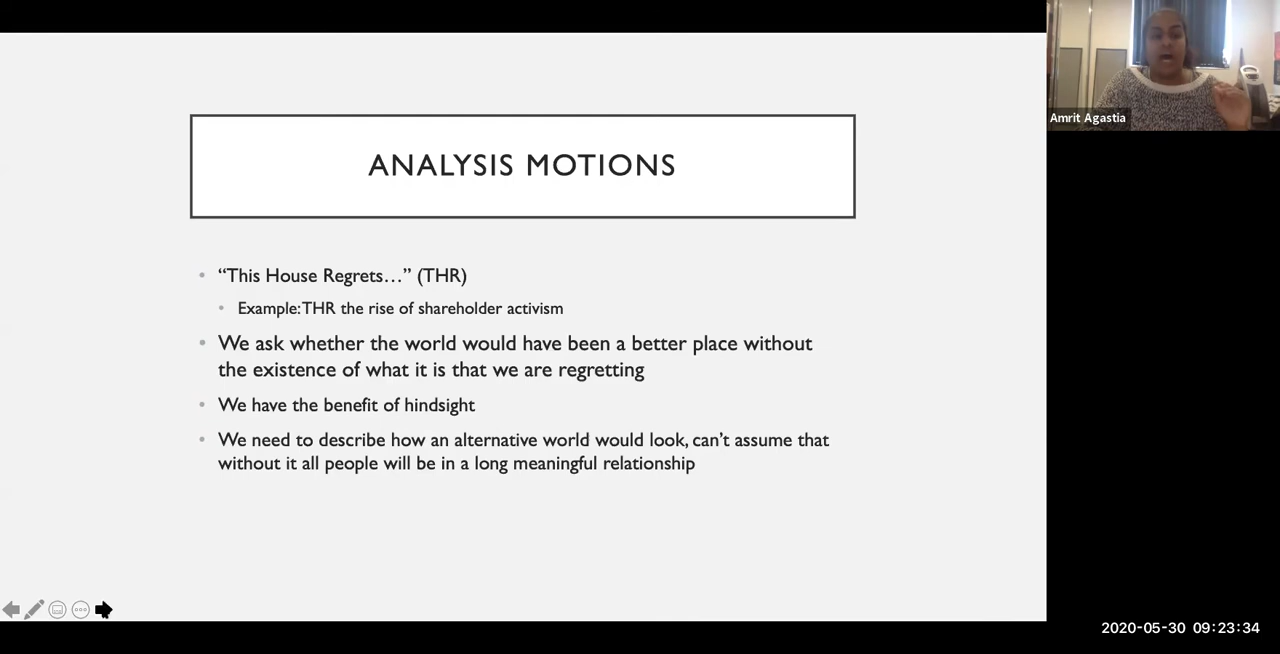 ANALYSIS MOTIONS
“This House Regrets…” (THR)
Example: THR the rise of shareholder activism
We ask whether the world would have been a better place without
the existence of what it is that we are regretting
We have the benefit of hindsight
We need to describe how an alternative world would look, can’t assume that
without it all people will be in a long meaningful relationship
Amrit Agastia
2020-05-30 09:23:34